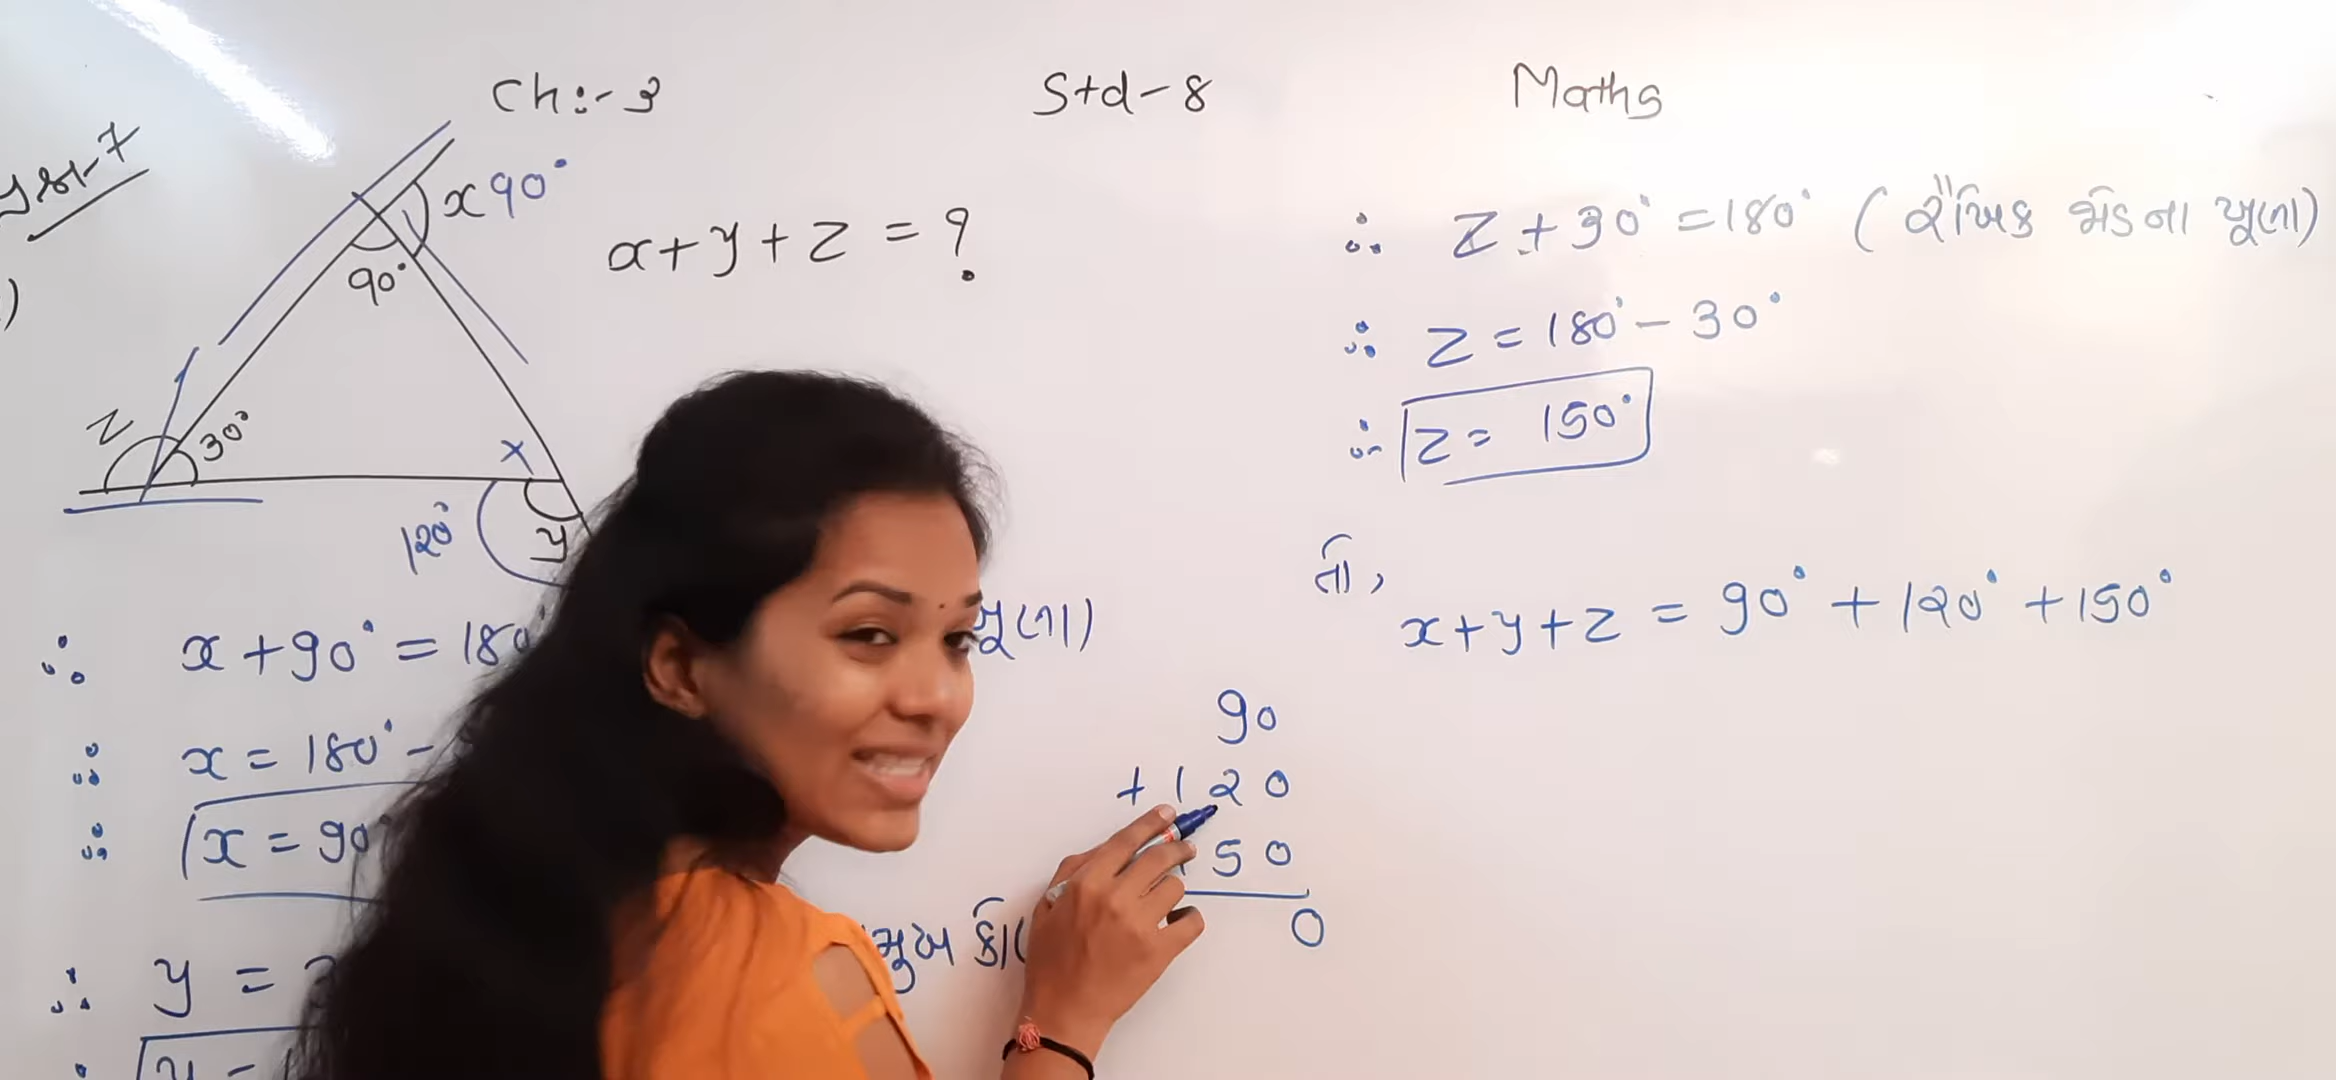 Ch:- 3
Std-8
Maths
x 90°
90°
x+y+z = ?
z
30°
x
120°
y
∴ x+90° = 180°
∴ x = 180° -
∴ x = 90°
∴ y =
∴ y =
∴ z + 30° = 180° (રૈખિક જોડના ખૂણા)
∴ z = 180° - 30°
∴ z = 150°
તો,
x+y+z = 90° + 120° + 150°
90
+ 120
150
0